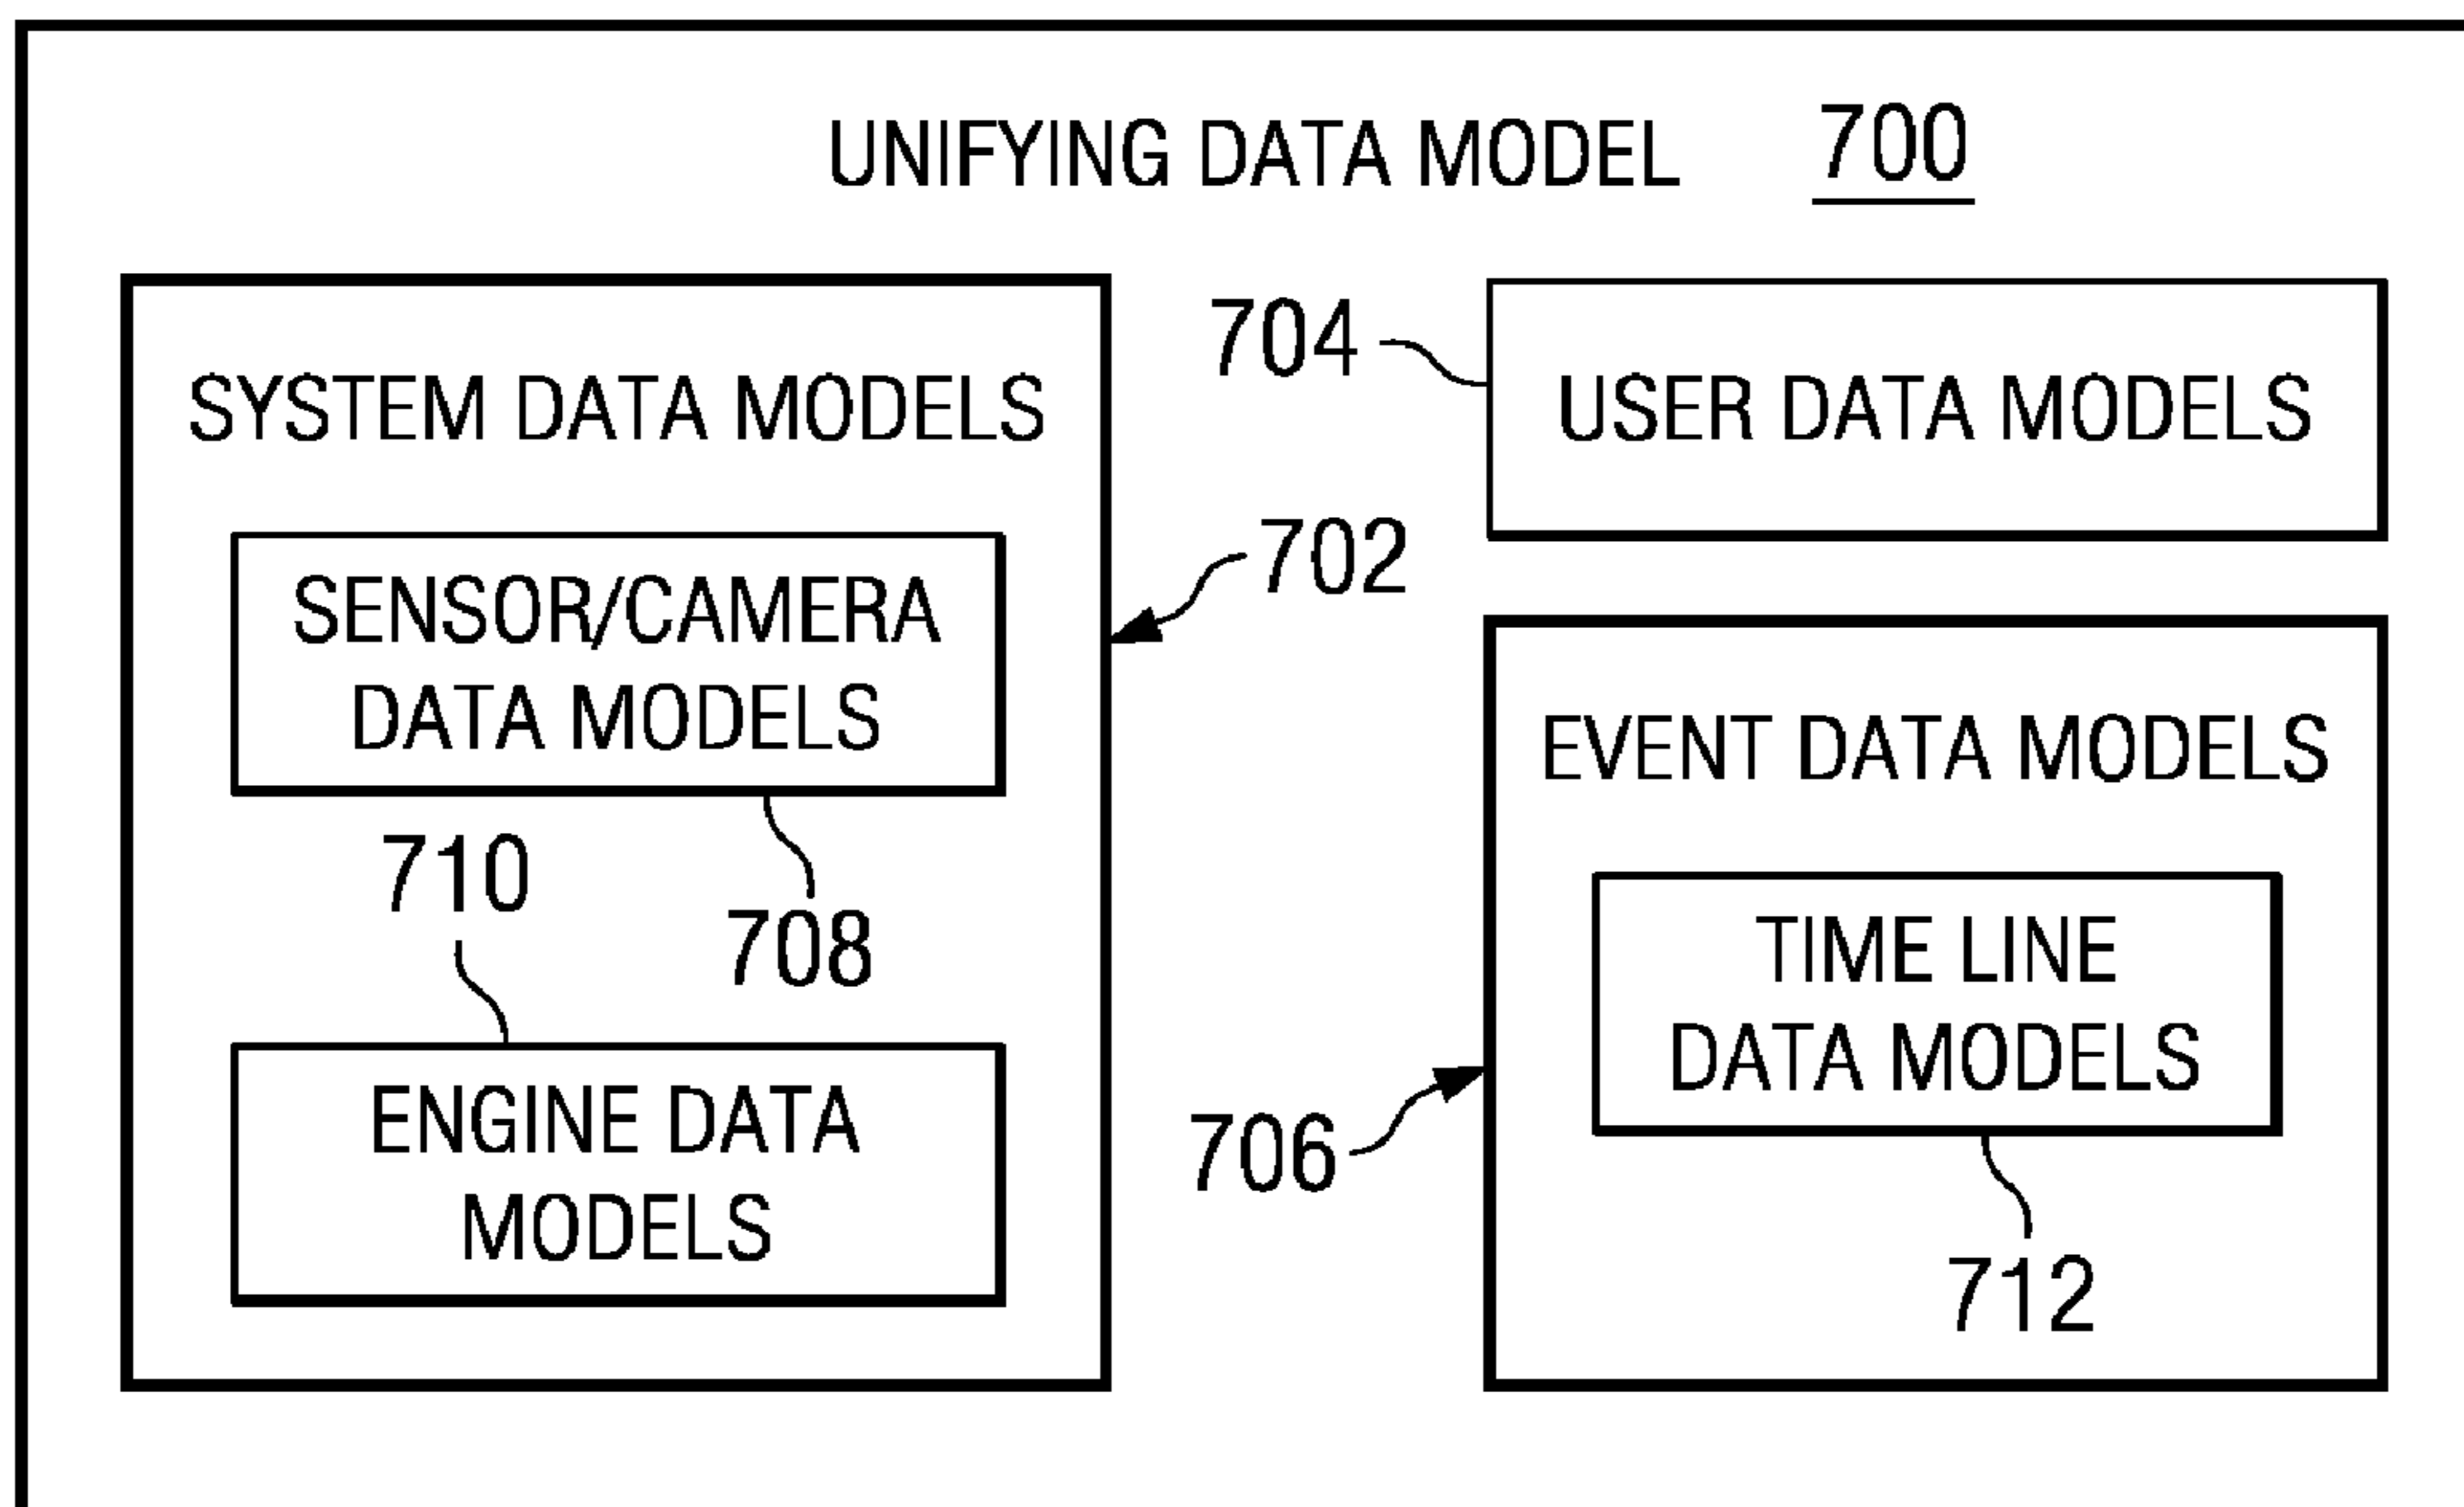 UNIFYING DATA MODEL 700
SYSTEM DATA MODELS
702
SENSOR/CAMERA
DATA MODELS
708
710
ENGINE DATA
MODELS
704
USER DATA MODELS
706
EVENT DATA MODELS
TIME LINE
DATA MODELS
712